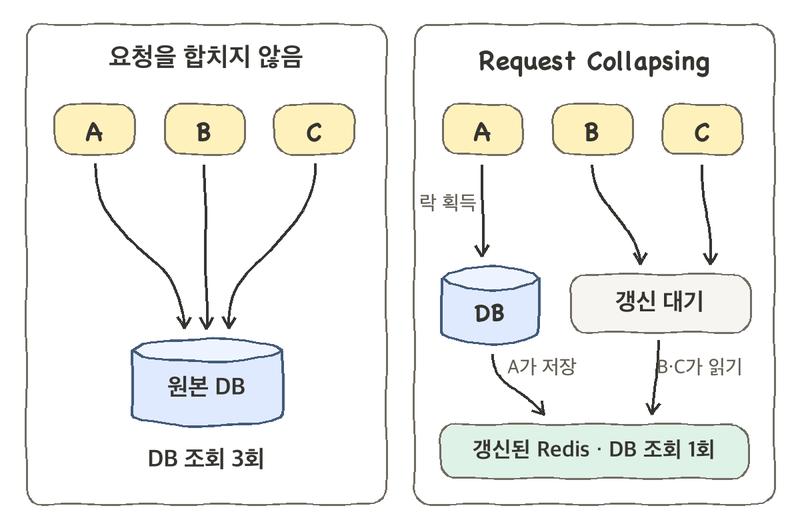 요청을 합치지 않음
A
B
C
원본 DB
DB 조회 3회
Request Collapsing
A
B
C
락 획득
DB
갱신 대기
A가 저장
B·C가 읽기
갱신된 Redis · DB 조회 1회